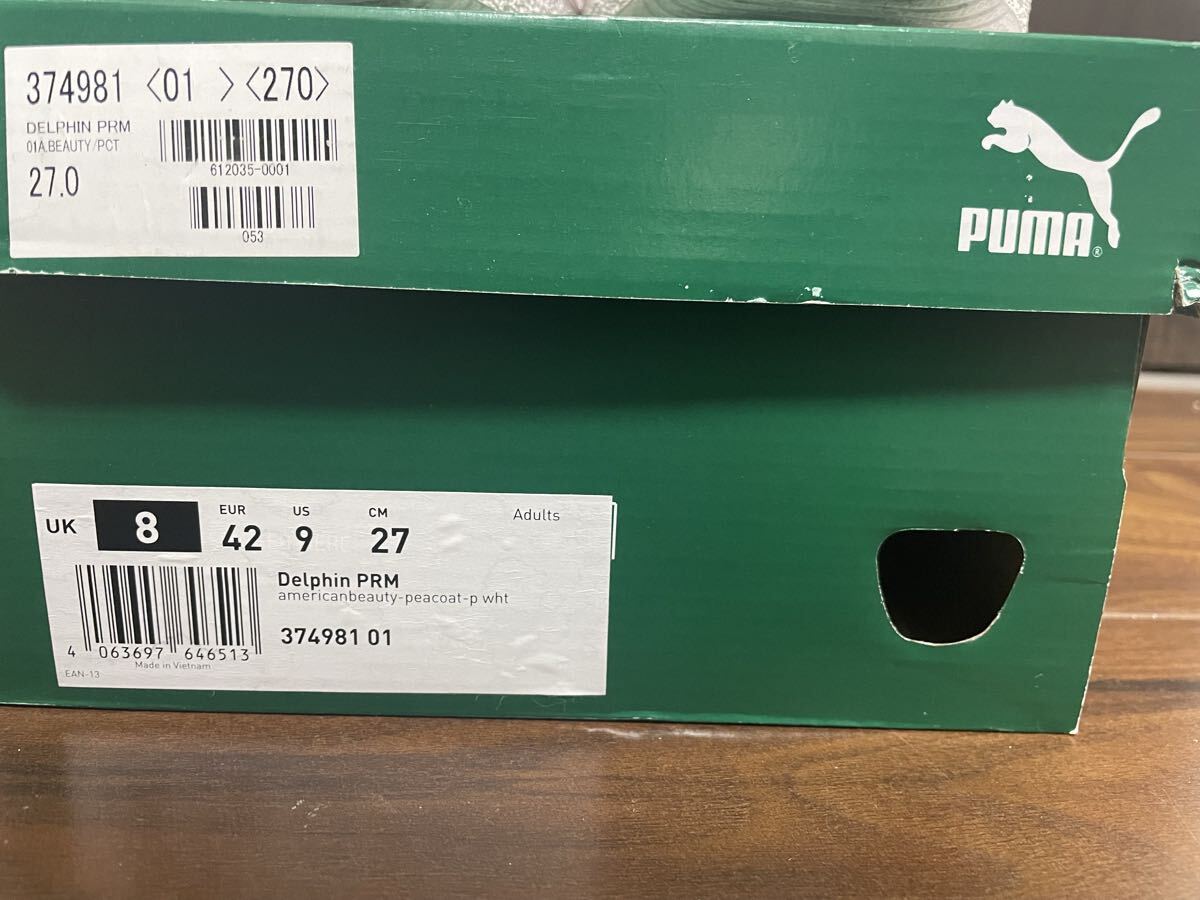 374981 〈01 〉〈270〉
DELPHIN PRM
01A.BEAUTY/PCT
612035-0001
27.0
053
PUMA®
UK 8 EUR 42 US 9 CM 27 Adults
Delphin PRM
americanbeauty-peacoat-p wht
374981 01
4 063697 646513
Made in Vietnam
EAN-13